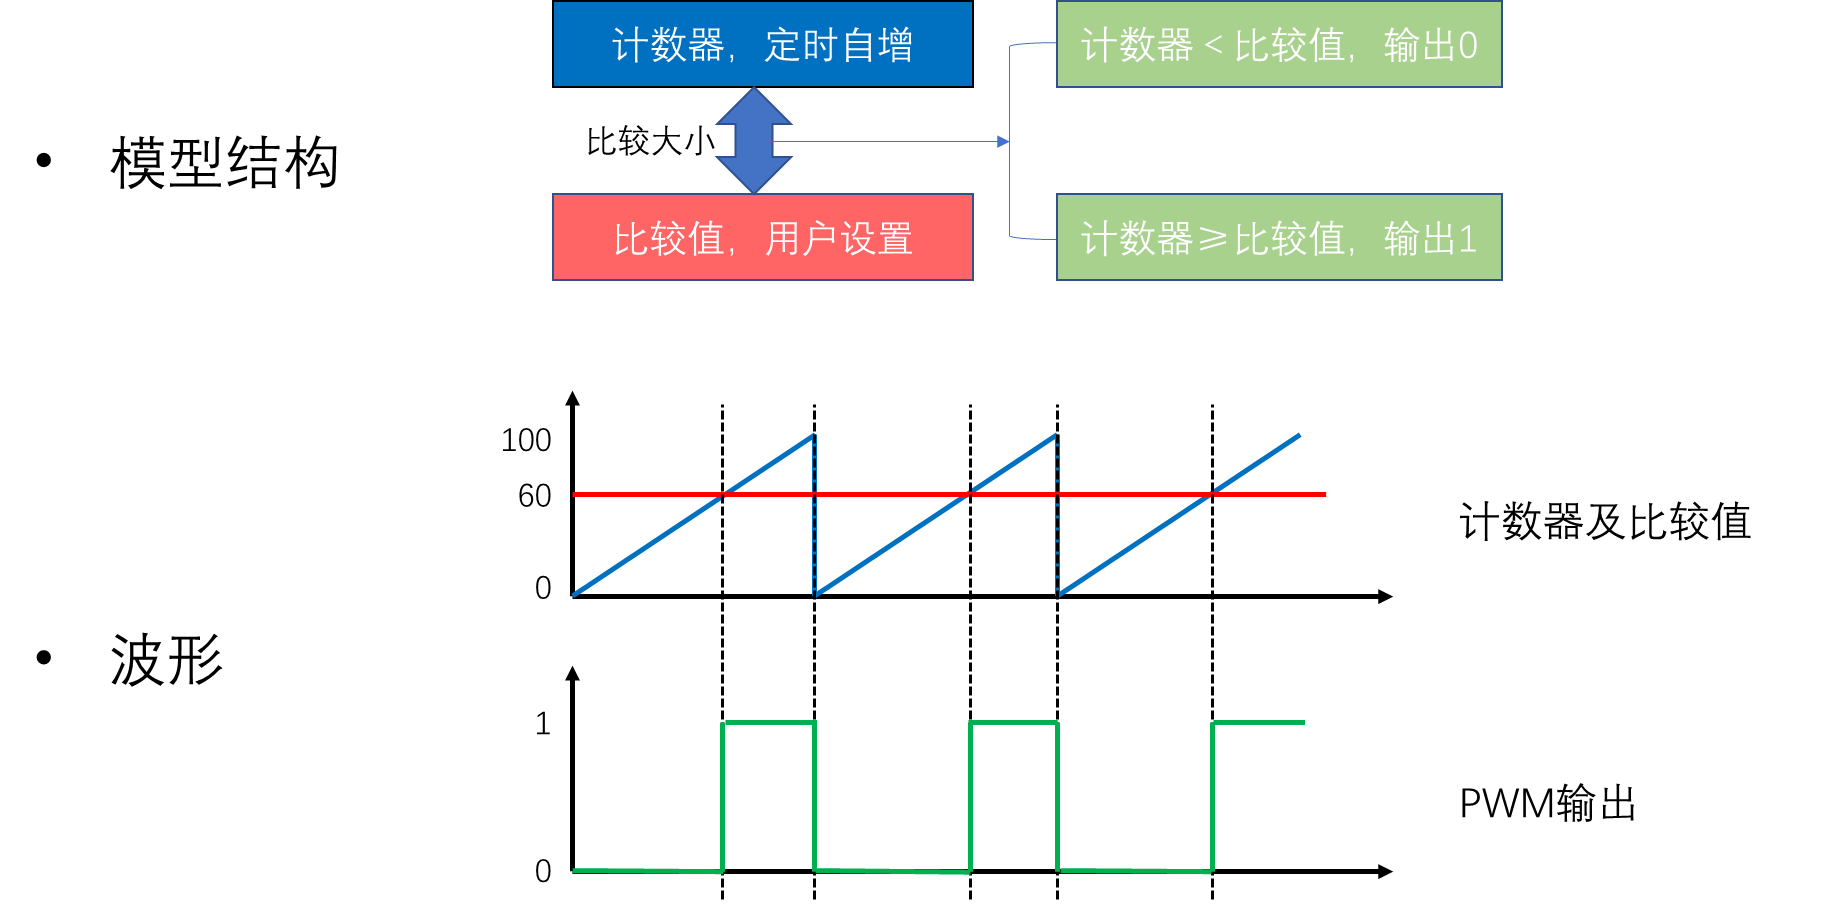 计数器，定时自增
计数器 < 比较值，输出0
比较大小
• 模型结构
比较值，用户设置
计数器≥比较值，输出1
100
60
0
计数器及比较值
• 波形
1
0
PWM输出